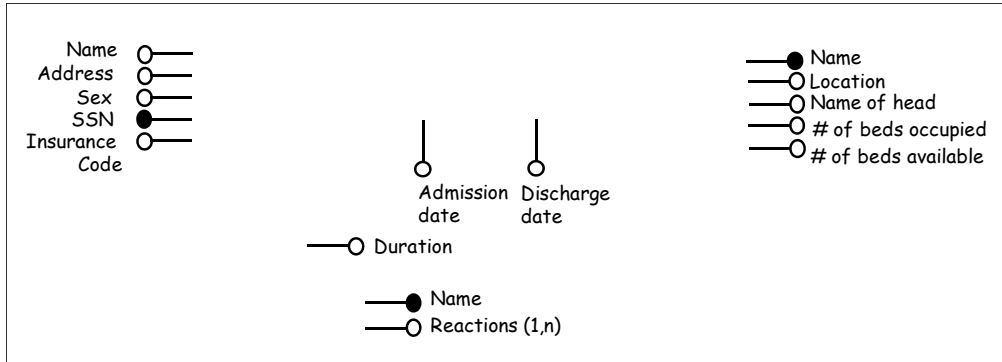 Name
Address
Sex
SSN
Insurance
Code
Name
Location
Name of head
# of beds occupied
# of beds available
Admission
date
Discharge
date
Duration
Name
Reactions (1,n)